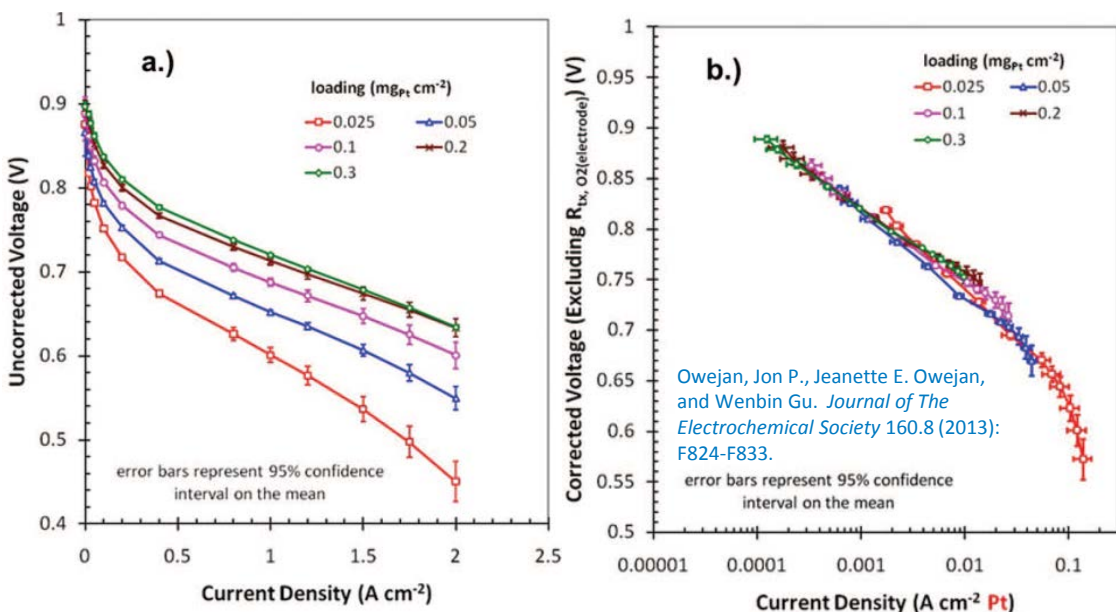 a.)
loading (mgPt cm-2)
0.025
0.05
0.1
0.2
0.3
error bars represent 95% confidence
interval on the mean
Uncorrected Voltage (V)
1
0.9
0.8
0.7
0.6
0.5
0.4
0
0.5
1
1.5
2
2.5
Current Density (A cm-2)
b.)
loading (mgPt cm-2)
0.025
0.05
0.1
0.2
0.3
Owejan, Jon P., Jeanette E. Owejan,
and Wenbin Gu. Journal of The
Electrochemical Society 160.8 (2013):
F824-F833.
error bars represent 95% confidence
interval on the mean
Corrected Voltage (Excluding Rtx, O2(electrode)) (V)
1
0.95
0.9
0.85
0.8
0.75
0.7
0.65
0.6
0.55
0.5
0.00001
0.0001
0.001
0.01
0.1
Current Density (A cm-2 Pt)